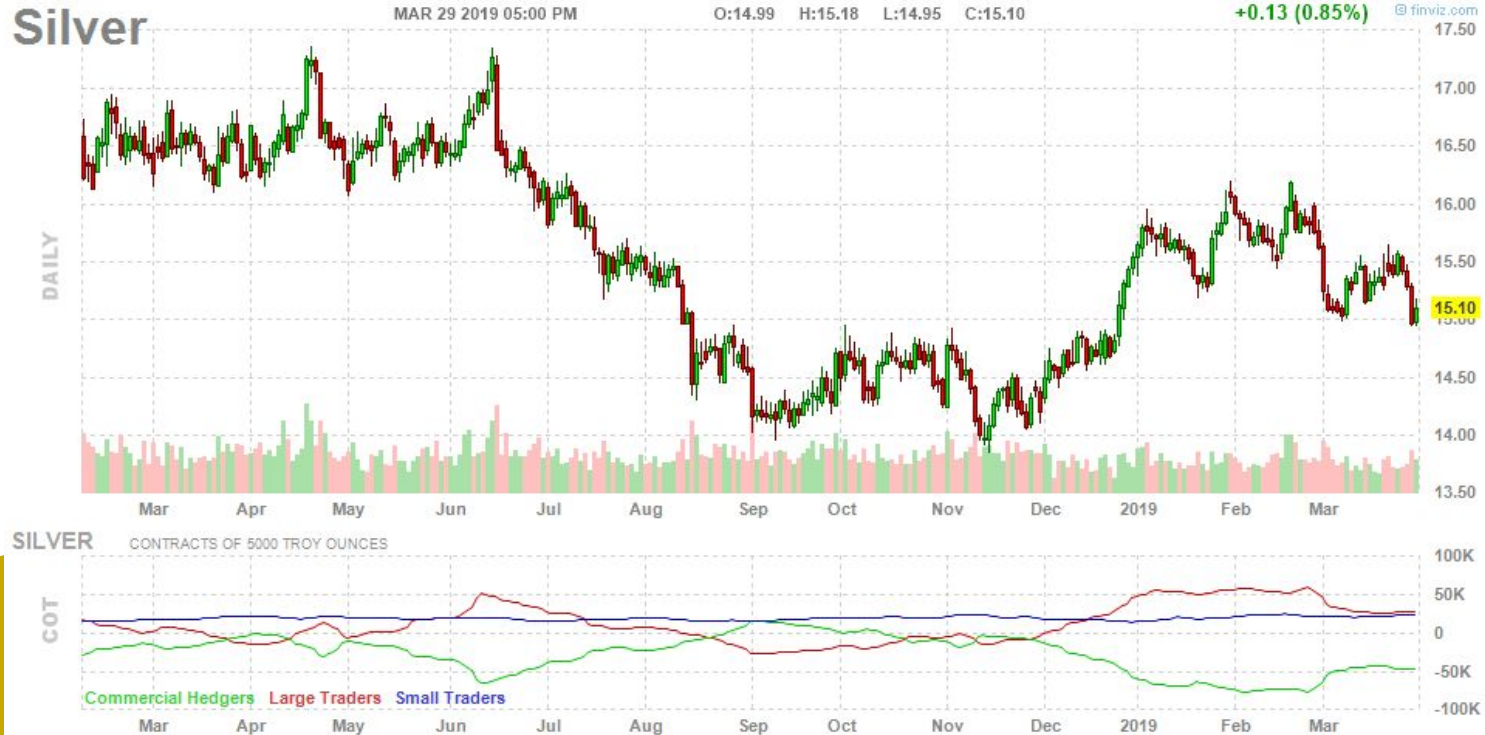 Silver MAR 29 2019 05:00 PM O:14.99 H:15.18 L:14.95 C:15.10 +0.13 (0.85%) © finviz.com
17.50
17.00
16.50
16.00
DAILY
15.50
15.10
15.00
14.50
14.00
13.50
Mar Apr May Jun Jul Aug Sep Oct Nov Dec 2019 Feb Mar
SILVER CONTRACTS OF 5000 TROY OUNCES
100K
50K
COT
0
-50K
Commercial Hedgers Large Traders Small Traders
-100K
Mar Apr May Jun Jul Aug Sep Oct Nov Dec 2019 Feb Mar